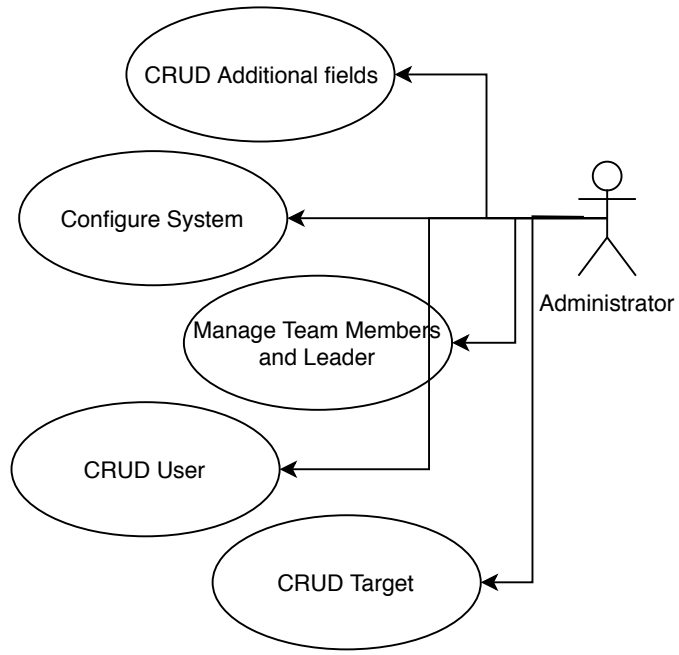 CRUD Additional fields
Configure System
Administrator
Manage Team Members
and Leader
CRUD User
CRUD Target